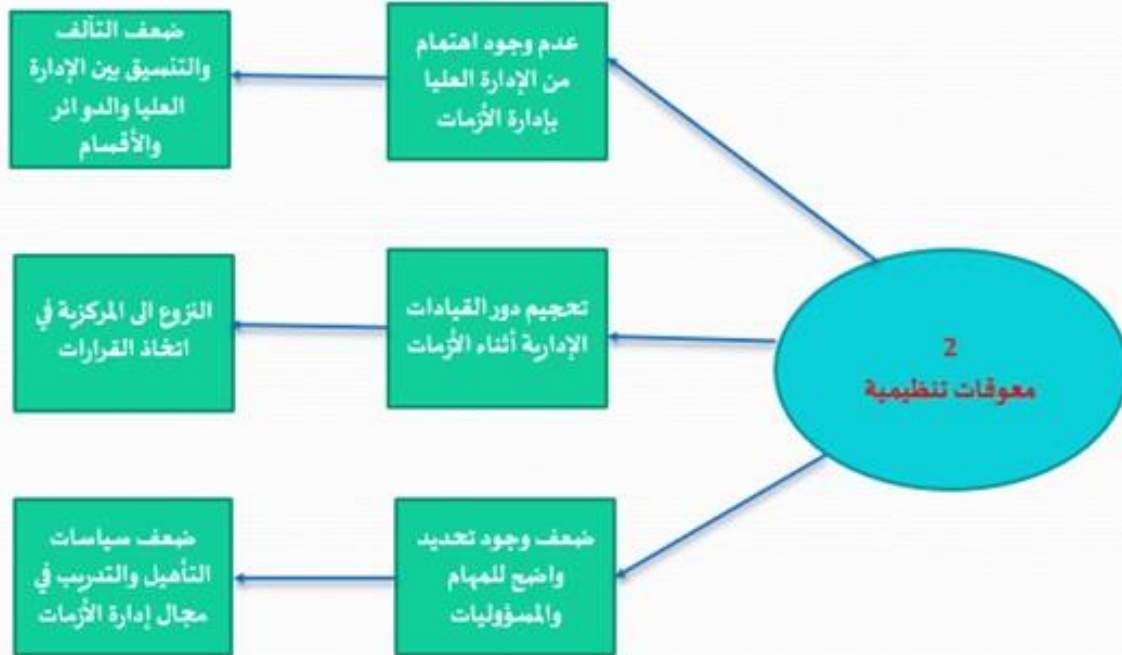 2
معوقات تنظيمية
عدم وجود اهتمام
من الإدارة العليا
بإدارة الأزمات
ضعف التآلف
والتنسيق بين الإدارة
العليا والدوائر
والأقسام
تحجيم دور القيادات
الإدارية أثناء الأزمات
النزوع الى المركزية في
اتخاذ القرارات
ضعف وجود تحديد
واضح للمهام
والمسؤوليات
ضعف سياسات
التأهيل والتدريب في
مجال إدارة الأزمات